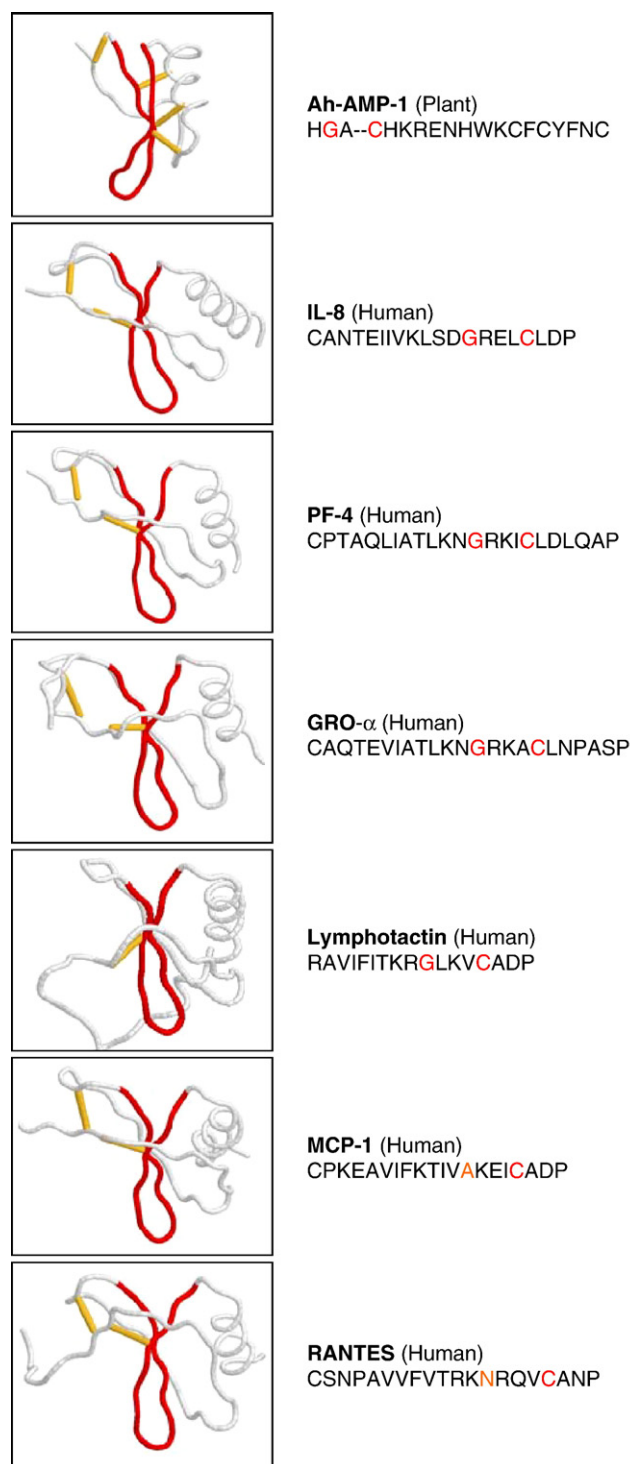 Ah-AMP-1 (Plant)
HGA--CHKRENHWKCFCYFNC
IL-8 (Human)
CANTEIIVKLSDGRELCLDP
PF-4 (Human)
CPTAQLIATLKNGRKICLDLQAP
GRO-α (Human)
CAQTEVIATLKNGRKACLNPASP
Lymphotactin (Human)
RAVIFITKRGLKVCADP
MCP-1 (Human)
CPKEAVIFKTIVAKEICADP
RANTES (Human)
CSNPAVVFVTRKNRQVCANP